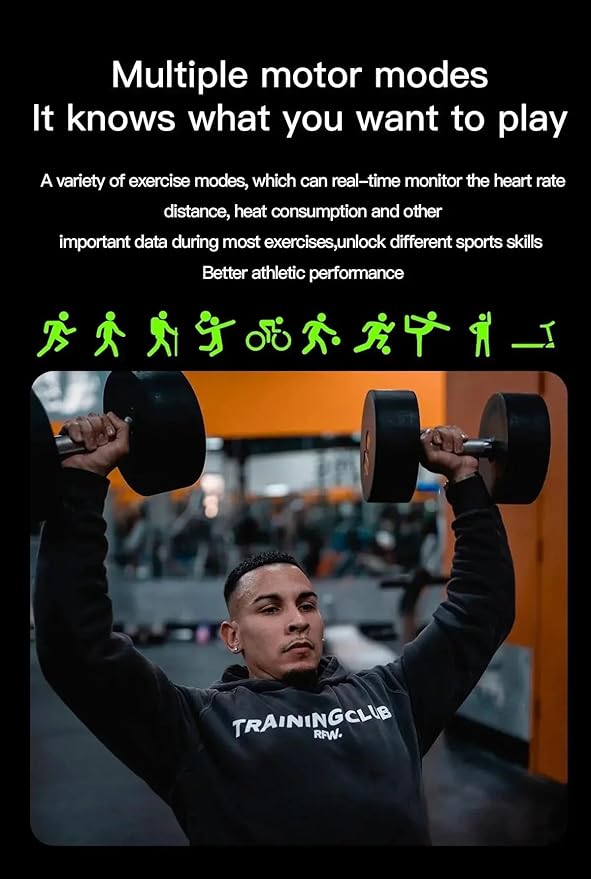 Multiple motor modes
It knows what you want to play
A variety of exercise modes, which can real-time monitor the heart rate
distance, heat consumption and other
important data during most exercises,unlock different sports skills
Better athletic performance
TRAININGCLUB
RFW.